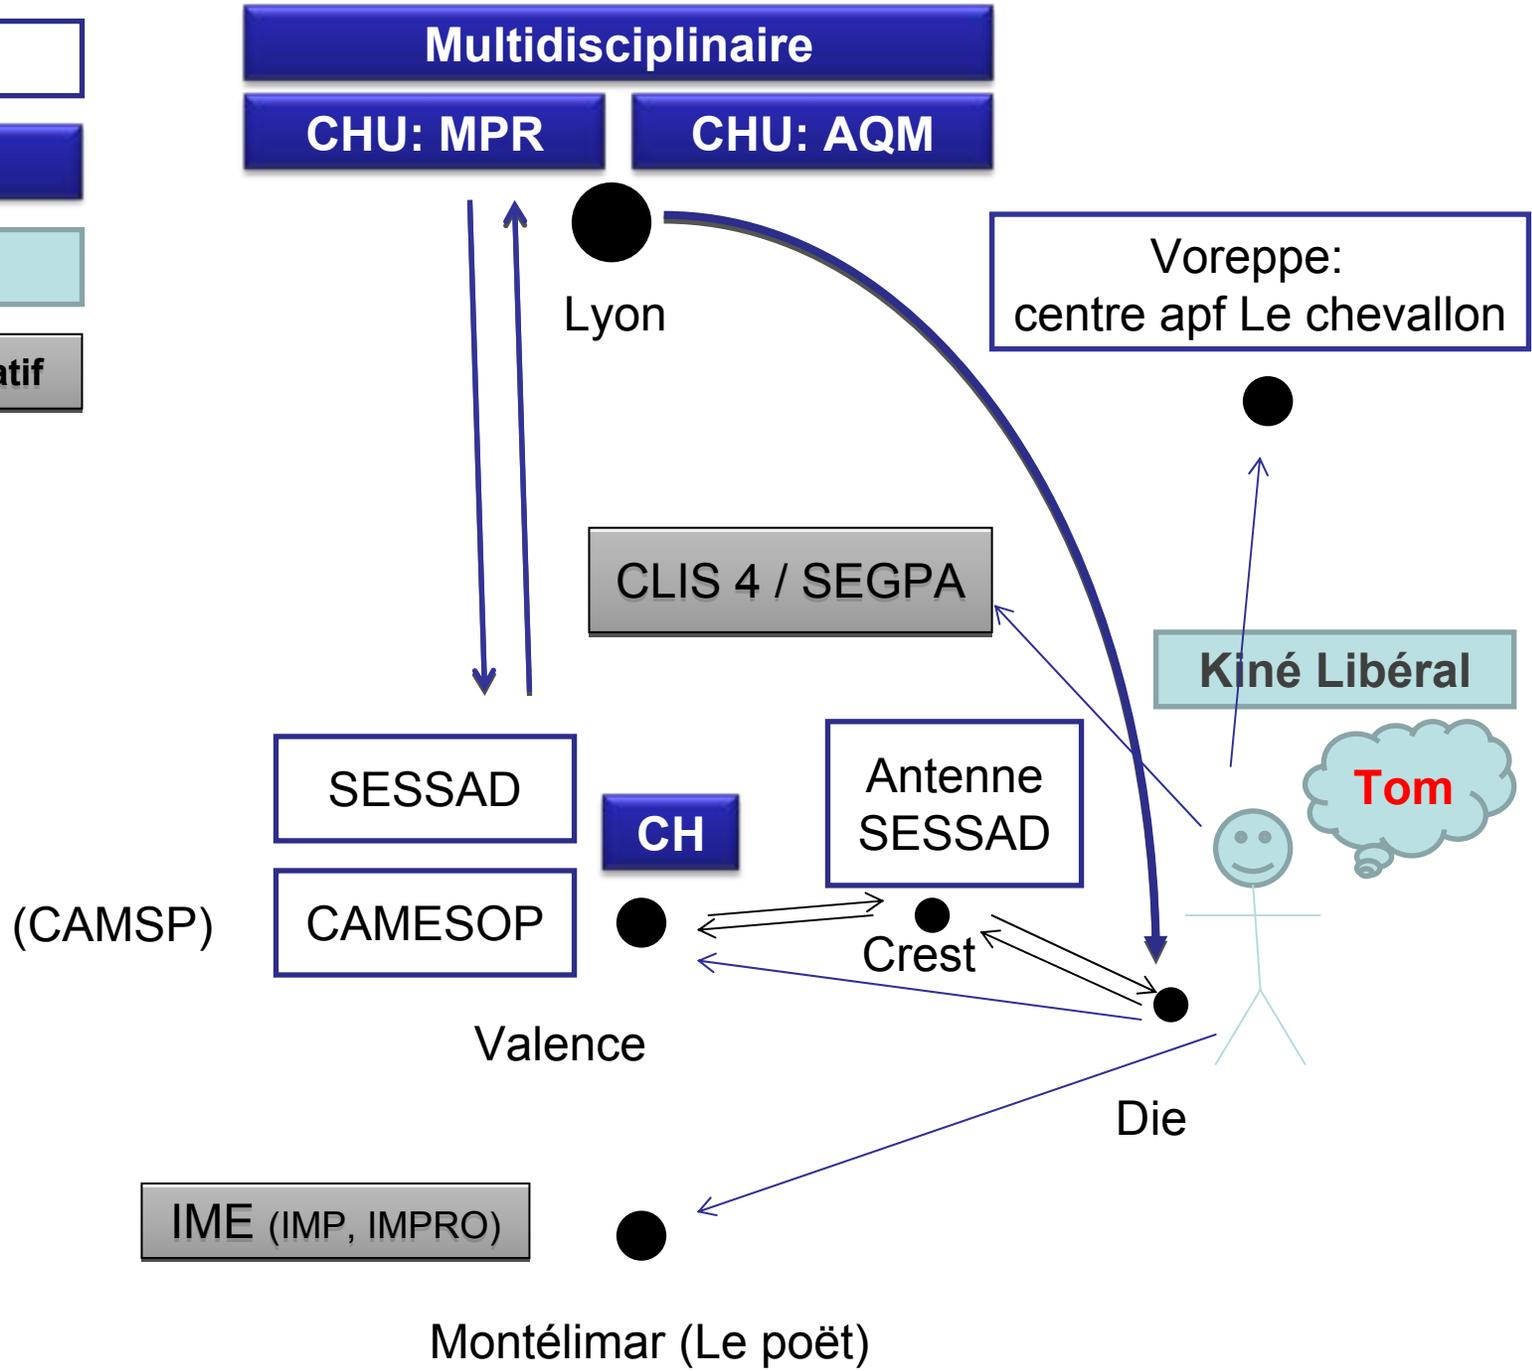 Multidisciplinaire
CHU: MPR
CHU: AQM
Lyon
Voreppe:
centre apf Le chevallon
atif
CLIS 4 / SEGPA
Kiné Libéral
Tom
SESSAD
CH
Antenne
SESSAD
(CAMSP)
CAMESOP
Crest
Valence
Die
IME (IMP, IMPRO)
Montélimar (Le poët)